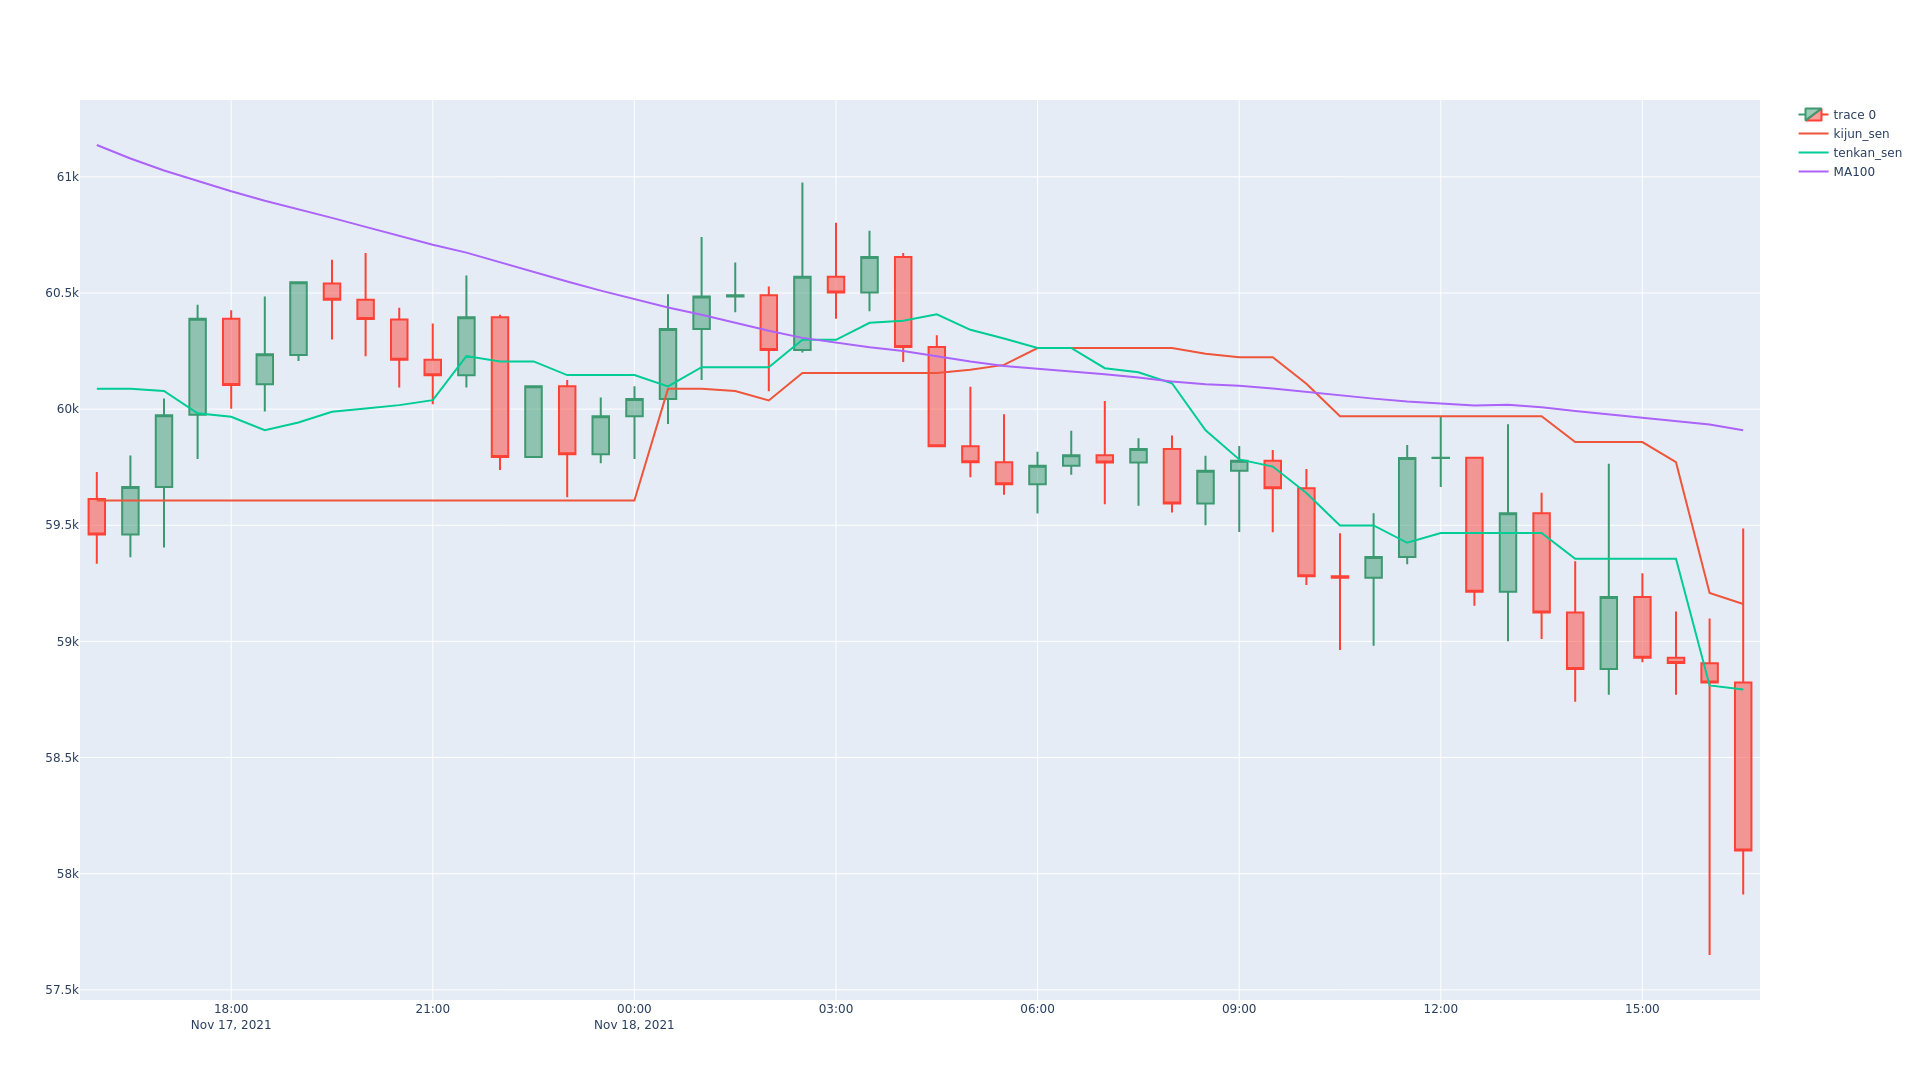 trace 0
kijun_sen
tenkan_sen
MA100
61k
60.5k
60k
59.5k
59k
58.5k
58k
57.5k
18:00 21:00 00:00 03:00 06:00 09:00 12:00 15:00
Nov 17, 2021 Nov 18, 2021